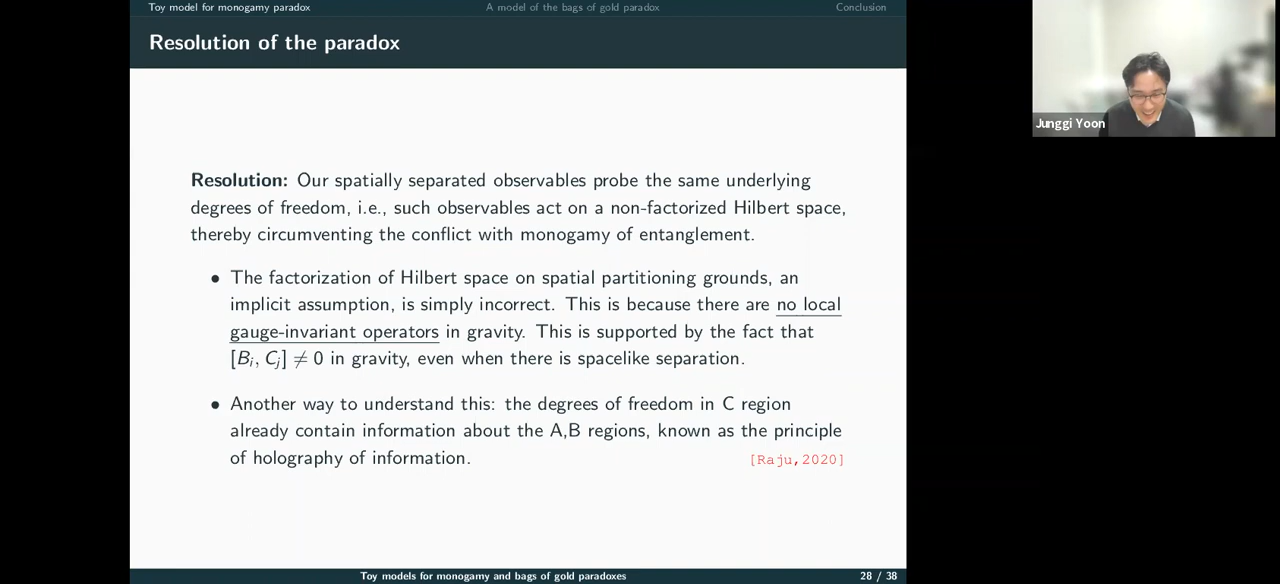 Toy model for monogamy paradox
A model of the bags of gold paradox
Conclusion
Resolution of the paradox
Junggi Yoon
Resolution: Our spatially separated observables probe the same underlying
degrees of freedom, i.e., such observables act on a non-factorized Hilbert space,
thereby circumventing the conflict with monogamy of entanglement.
• The factorization of Hilbert space on spatial partitioning grounds, an
implicit assumption, is simply incorrect. This is because there are no local
gauge-invariant operators in gravity. This is supported by the fact that
[Bᵢ, Cⱼ] ≠ 0 in gravity, even when there is spacelike separation.
• Another way to understand this: the degrees of freedom in C region
already contain information about the A,B regions, known as the principle
of holography of information. [Raju,2020]
Toy models for monogamy and bags of gold paradoxes
28 / 38